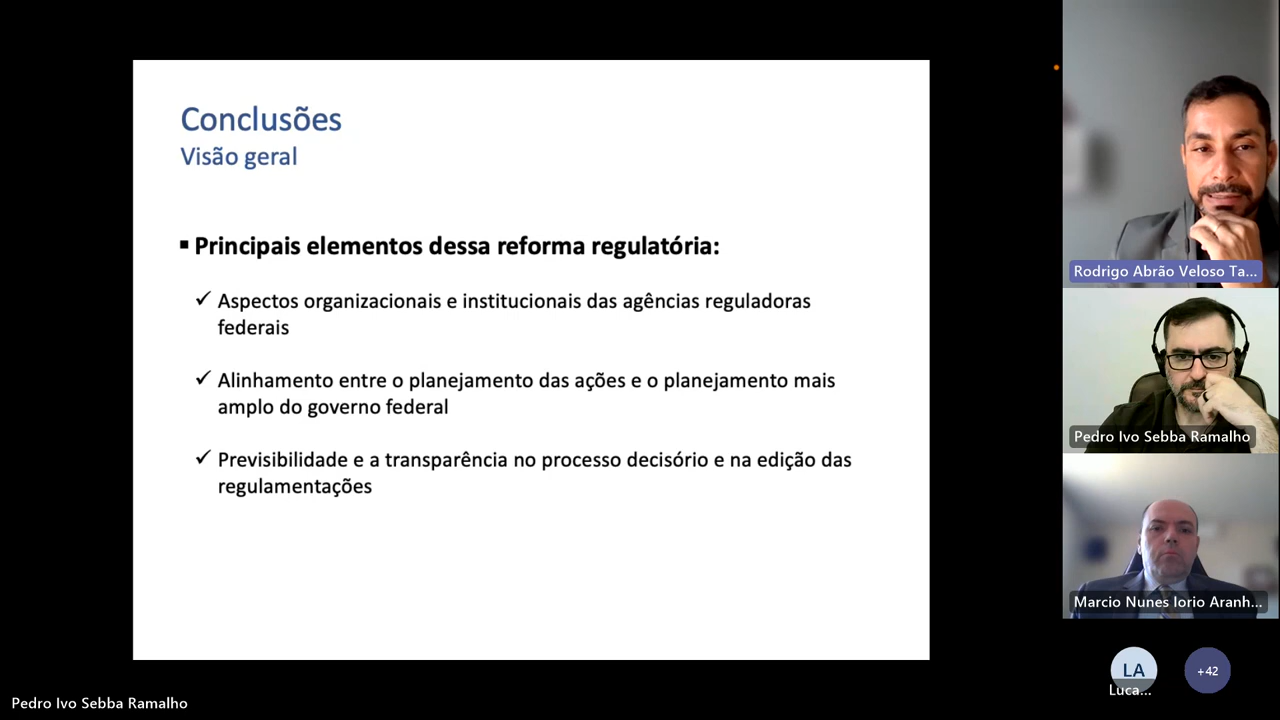 Conclusões
Visão geral
▪ Principais elementos dessa reforma regulatória:
✓ Aspectos organizacionais e institucionais das agências reguladoras
federais
✓ Alinhamento entre o planejamento das ações e o planejamento mais
amplo do governo federal
✓ Previsibilidade e a transparência no processo decisório e na edição das
regulamentações
Rodrigo Abrão Veloso Ta...
Pedro Ivo Sebba Ramalho
Marcio Nunes Iorio Aranh...
LA
Luca...
+42
Pedro Ivo Sebba Ramalho